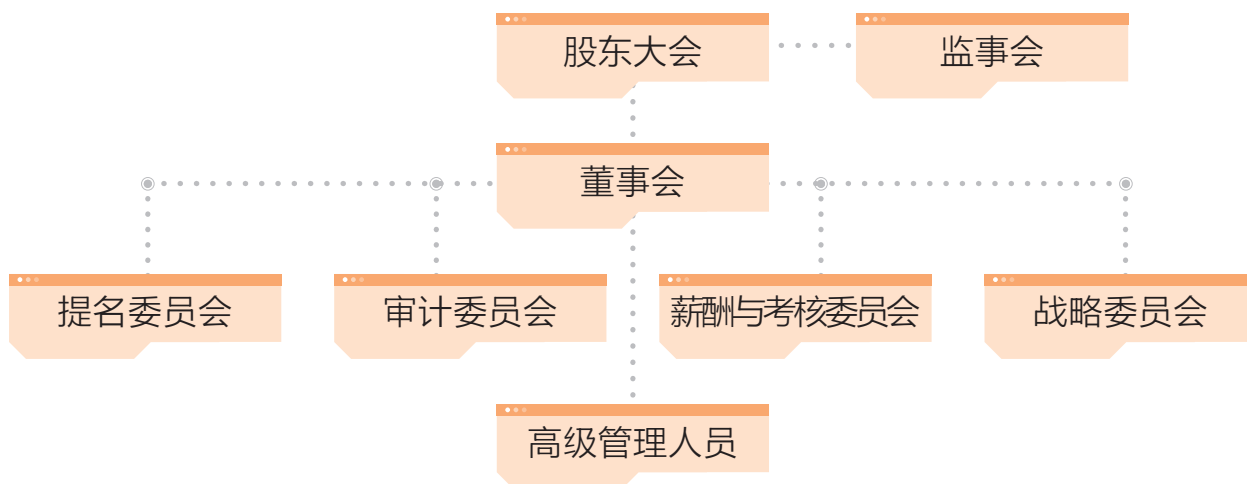 股东大会
监事会
董事会
提名委员会
审计委员会
薪酬与考核委员会
战略委员会
高级管理人员